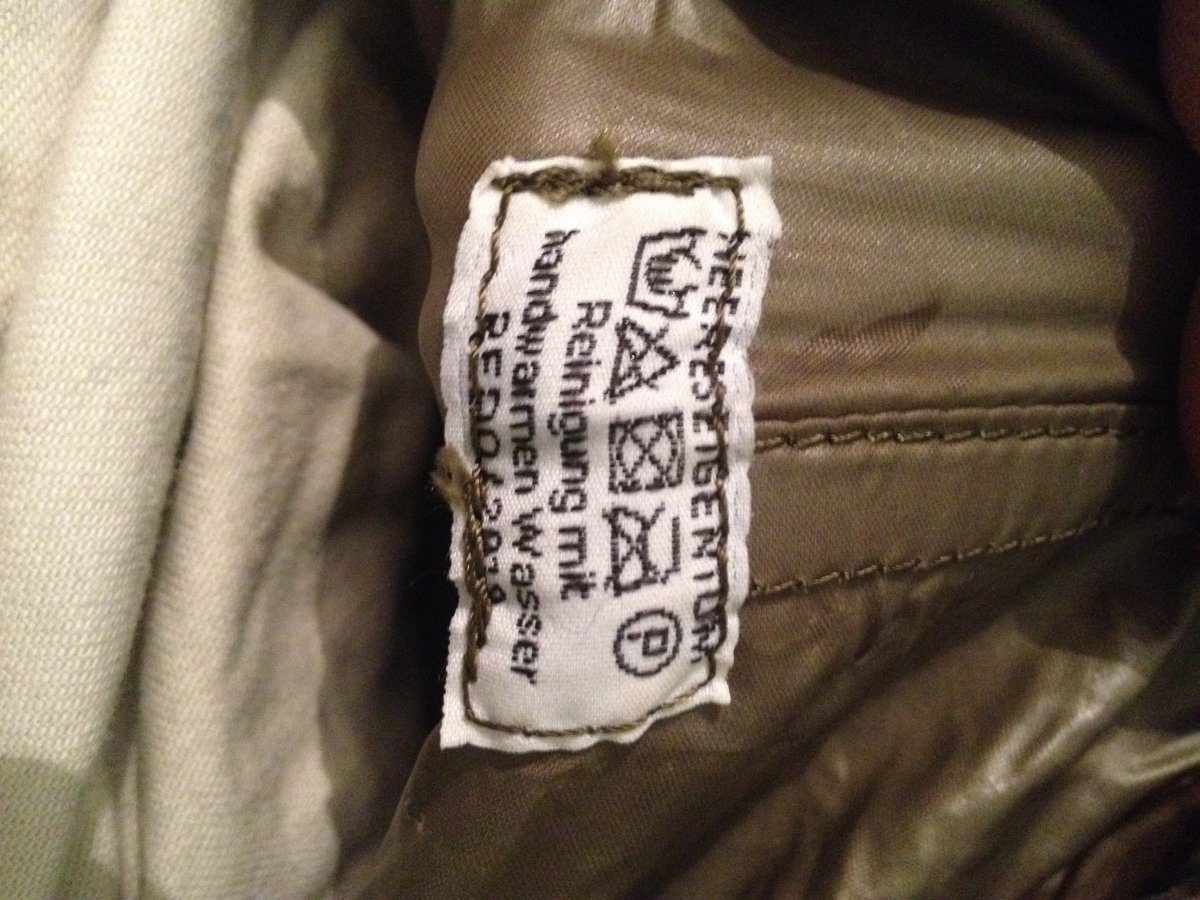 HEERESEIGENTUM
P
Reinigung mit
handwarmen Wasser